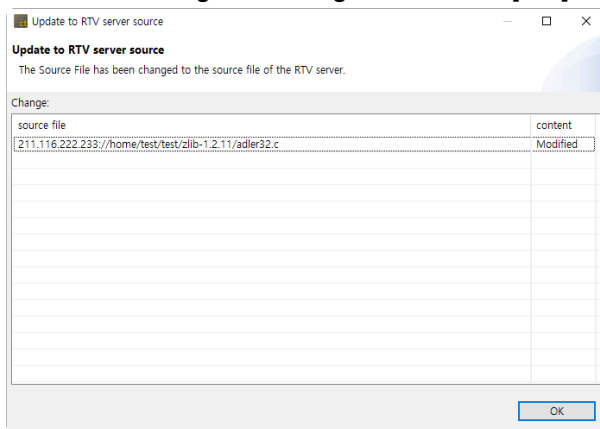 Update to RTV server source
Update to RTV server source
The Source File has been changed to the source file of the RTV server.
Change:
source file content
211.116.222.233://home/test/test/zlib-1.2.11/adler32.c Modified
OK